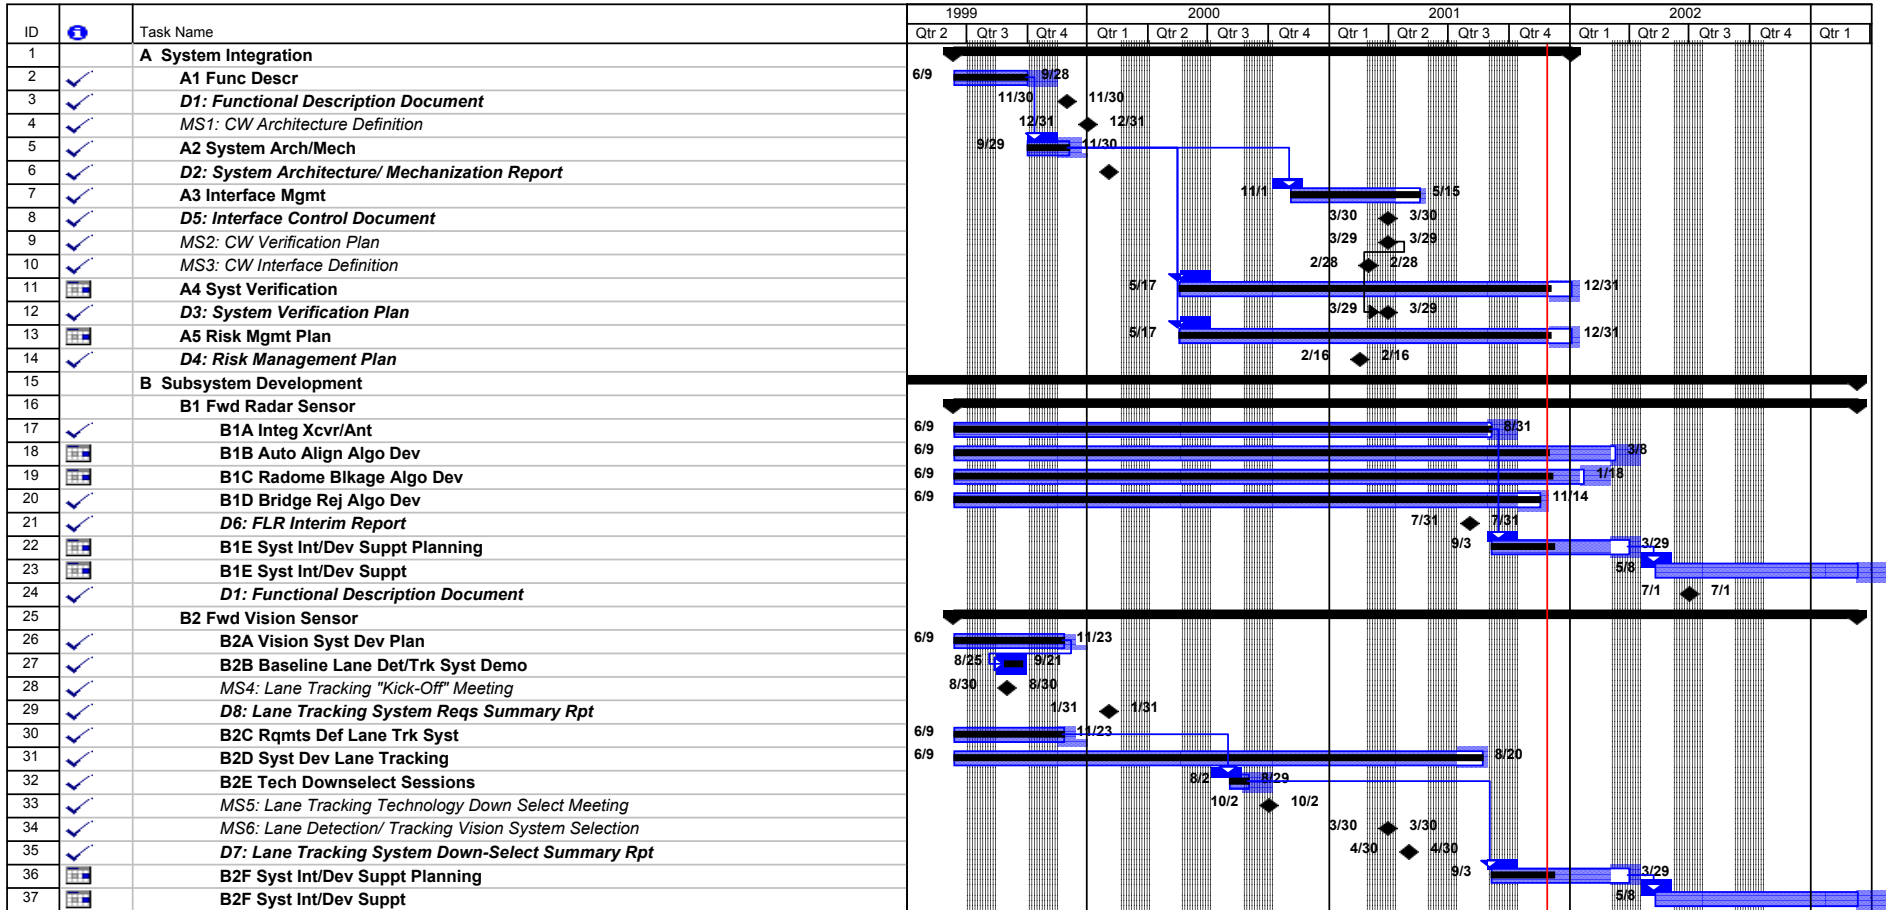 1999 2000 2001 2002
ID Task Name Qtr 2 Qtr 3 Qtr 4 Qtr 1 Qtr 2 Qtr 3 Qtr 4 Qtr 1 Qtr 2 Qtr 3 Qtr 4 Qtr 1 Qtr 2 Qtr 3 Qtr 4 Qtr 1
1 A System Integration
2 A1 Func Descr 6/9 9/28
3 D1: Functional Description Document 11/30 11/30
4 MS1: CW Architecture Definition 12/31 12/31
5 A2 System Arch/Mech 9/29 11/30
6 D2: System Architecture/ Mechanization Report
7 A3 Interface Mgmt 11/1 5/15
8 D5: Interface Control Document 3/30 3/30
9 MS2: CW Verification Plan 3/29 3/29
10 MS3: CW Interface Definition 2/28 2/28
11 A4 Syst Verification 5/17 12/31
12 D3: System Verification Plan 3/29 3/29
13 A5 Risk Mgmt Plan 5/17 12/31
14 D4: Risk Management Plan 2/16 2/16
15 B Subsystem Development
16 B1 Fwd Radar Sensor
17 B1A Integ Xcvr/Ant 6/9 8/31
18 B1B Auto Align Algo Dev 6/9 3/8
19 B1C Radome Blkage Algo Dev 6/9 1/18
20 B1D Bridge Rej Algo Dev 6/9 11/14
21 D6: FLR Interim Report 7/31 7/31
22 B1E Syst Int/Dev Suppt Planning 9/3 3/29
23 B1E Syst Int/Dev Suppt 5/8
24 D1: Functional Description Document 7/1 7/1
25 B2 Fwd Vision Sensor
26 B2A Vision Syst Dev Plan 6/9 11/23
27 B2B Baseline Lane Det/Trk Syst Demo 8/25 9/21
28 MS4: Lane Tracking "Kick-Off" Meeting 8/30 8/30
29 D8: Lane Tracking System Reqs Summary Rpt 1/31 1/31
30 B2C Rqmts Def Lane Trk Syst 6/9 11/23
31 B2D Syst Dev Lane Tracking 6/9 8/20
32 B2E Tech Downselect Sessions 8/2 8/29
33 MS5: Lane Tracking Technology Down Select Meeting 10/2 10/2
34 MS6: Lane Detection/ Tracking Vision System Selection 3/30 3/30
35 D7: Lane Tracking System Down-Select Summary Rpt 4/30 4/30
36 B2F Syst Int/Dev Suppt Planning 9/3 3/29
37 B2F Syst Int/Dev Suppt 5/8